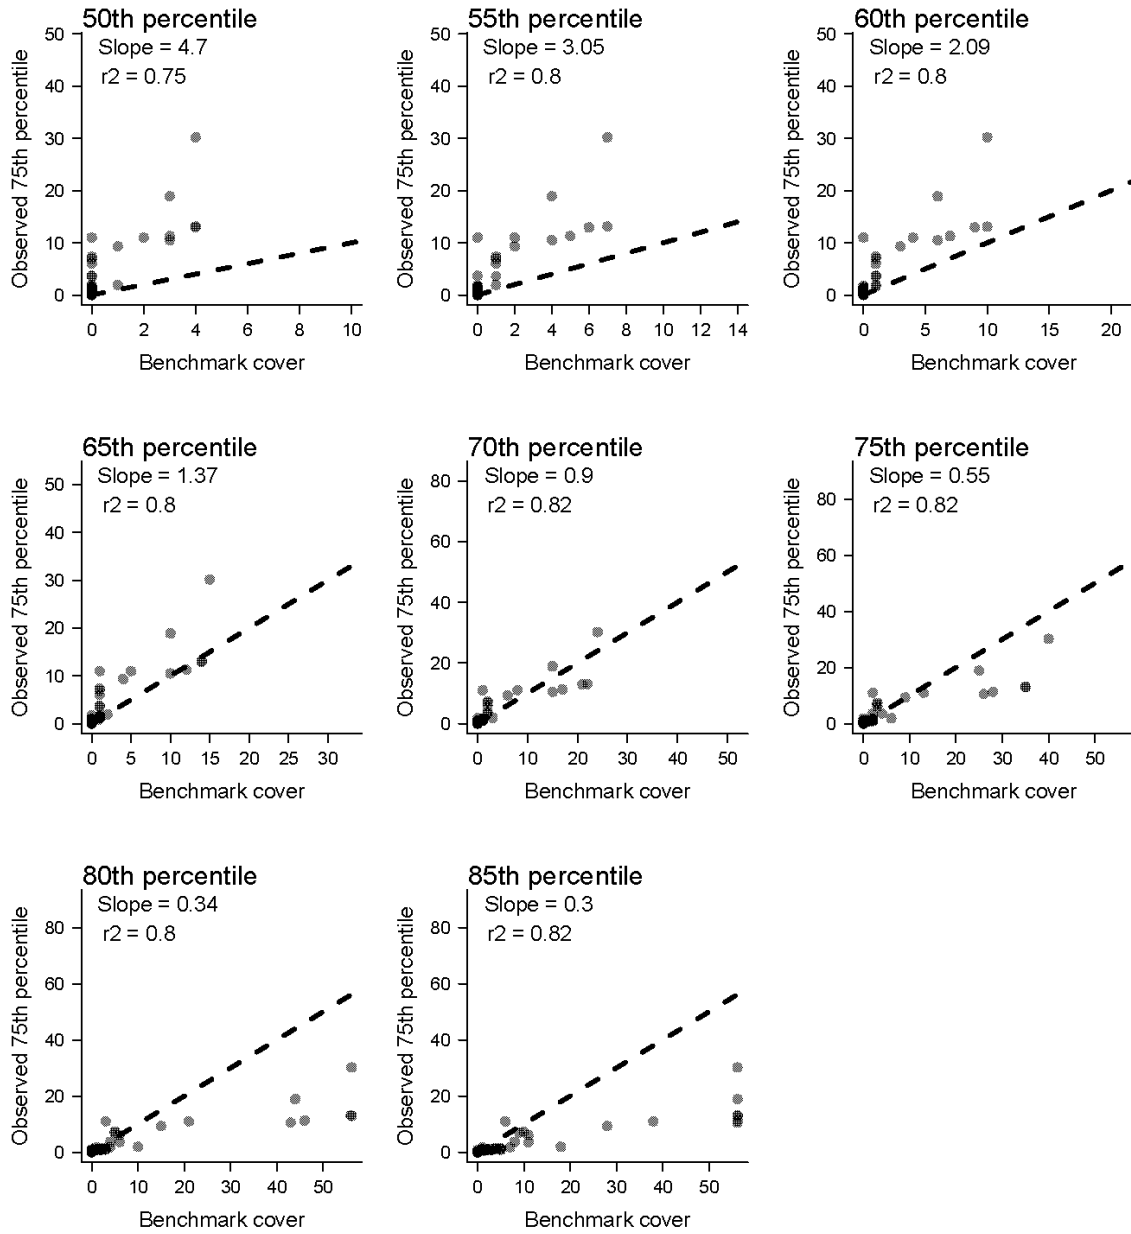 50th percentile
Slope = 4.7
r2 = 0.75
Observed 75th percentile
50
40
30
20
10
0
0 2 4 6 8 10
Benchmark cover
55th percentile
Slope = 3.05
r2 = 0.8
Observed 75th percentile
50
40
30
20
10
0
0 2 4 6 8 10 12 14
Benchmark cover
60th percentile
Slope = 2.09
r2 = 0.8
Observed 75th percentile
50
40
30
20
10
0
0 5 10 15 20
Benchmark cover
65th percentile
Slope = 1.37
r2 = 0.8
Observed 75th percentile
50
40
30
20
10
0
0 5 10 15 20 25 30
Benchmark cover
70th percentile
Slope = 0.9
r2 = 0.82
Observed 75th percentile
80
60
40
20
0
0 10 20 30 40 50
Benchmark cover
75th percentile
Slope = 0.55
r2 = 0.82
Observed 75th percentile
80
60
40
20
0
0 10 20 30 40 50
Benchmark cover
80th percentile
Slope = 0.34
r2 = 0.8
Observed 75th percentile
80
60
40
20
0
0 10 20 30 40 50
Benchmark cover
85th percentile
Slope = 0.3
r2 = 0.82
Observed 75th percentile
80
60
40
20
0
0 10 20 30 40 50
Benchmark cover